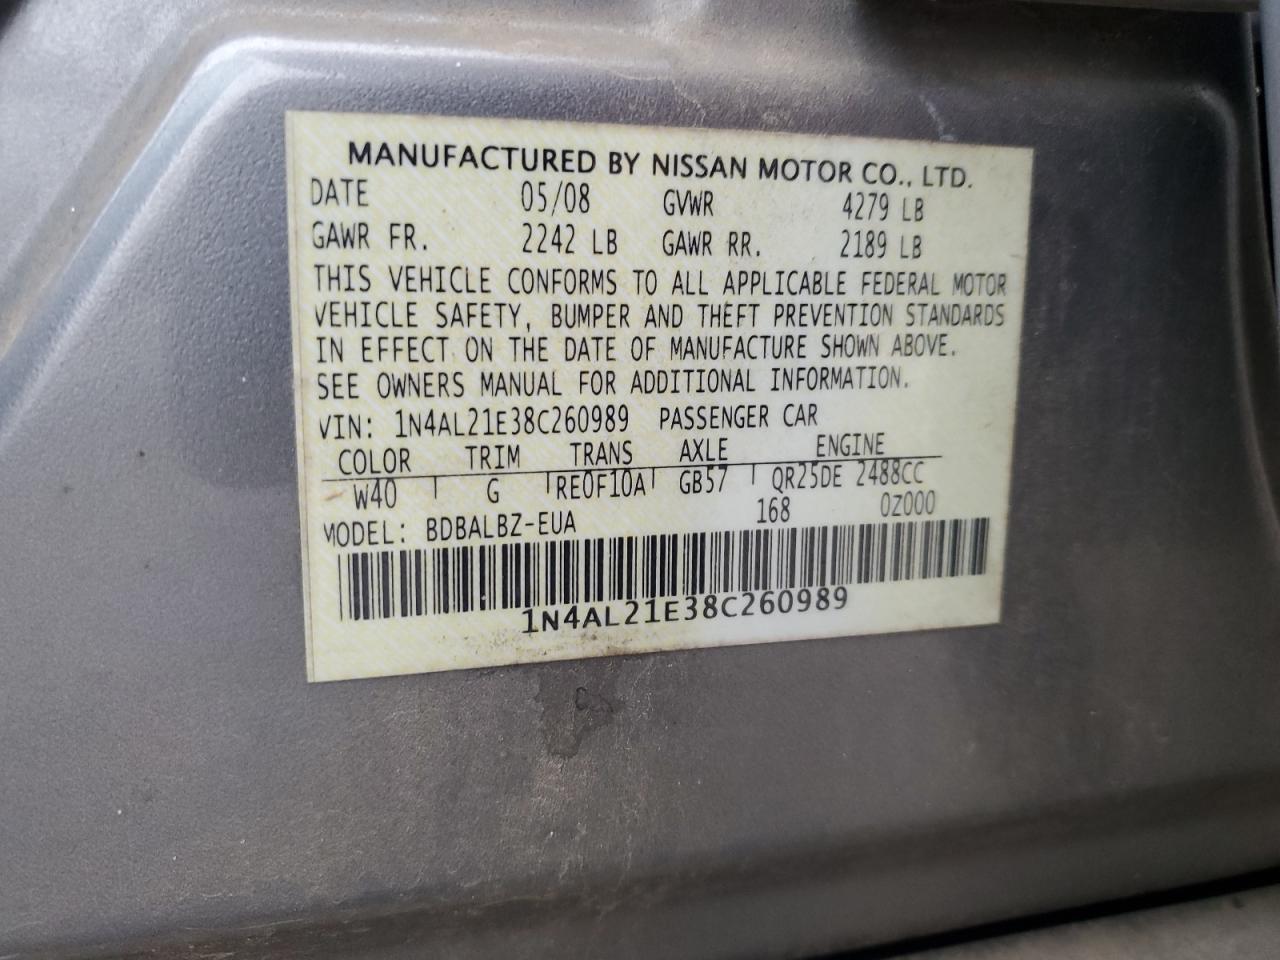 MANUFACTURED BY NISSAN MOTOR CO., LTD.
DATE 05/08 GVWR 4279 LB
GAWR FR. 2242 LB GAWR RR. 2189 LB
THIS VEHICLE CONFORMS TO ALL APPLICABLE FEDERAL MOTOR
VEHICLE SAFETY, BUMPER AND THEFT PREVENTION STANDARDS
IN EFFECT ON THE DATE OF MANUFACTURE SHOWN ABOVE.
SEE OWNERS MANUAL FOR ADDITIONAL INFORMATION.
VIN: 1N4AL21E38C260989 PASSENGER CAR
COLOR TRIM TRANS AXLE ENGINE
W40 G RE0F10A GB57 QR25DE 2488CC
MODEL: BDBALBZ-EUA 168 0Z000
1N4AL21E38C260989